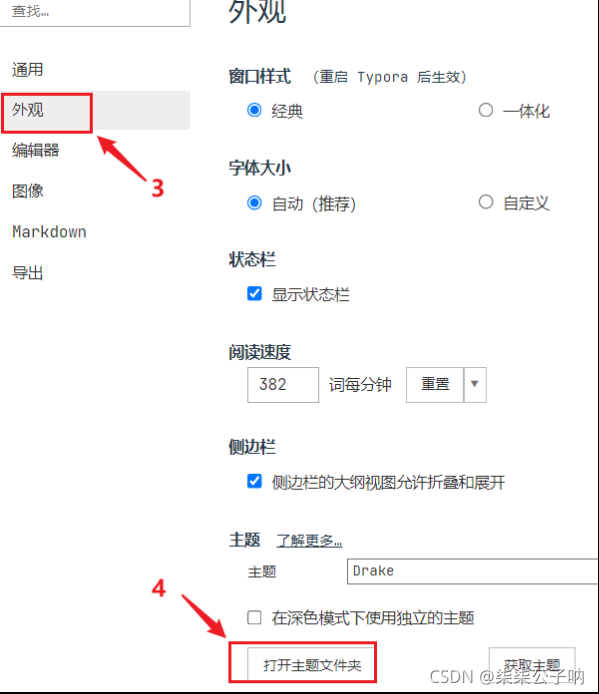 查找...
外观
通用
外观
编辑器
图像
Markdown
导出
3
窗口样式 （重启 Typora 后生效）
经典 一体化
字体大小
自动（推荐） 自定义
状态栏
显示状态栏
阅读速度
382 词每分钟 重置
侧边栏
侧边栏的大纲视图允许折叠和展开
主题 了解更多...
主题 Drake
4
在深色模式下使用独立的主题
打开主题文件夹 获取主题
CSDN @柒柒公子呐